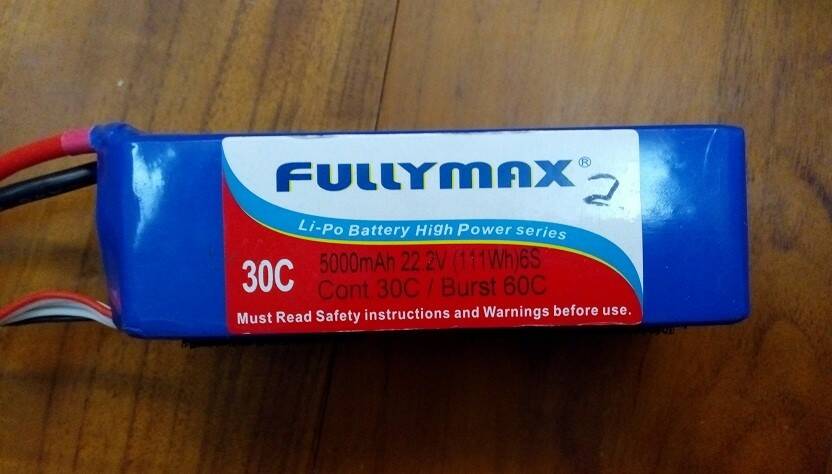 FULLYMAX® 2
Li-Po Battery High Power series
30C
5000mAh 22.2V (111Wh)6S
Cont 30C / Burst 60C
Must Read Safety instructions and Warnings before use.